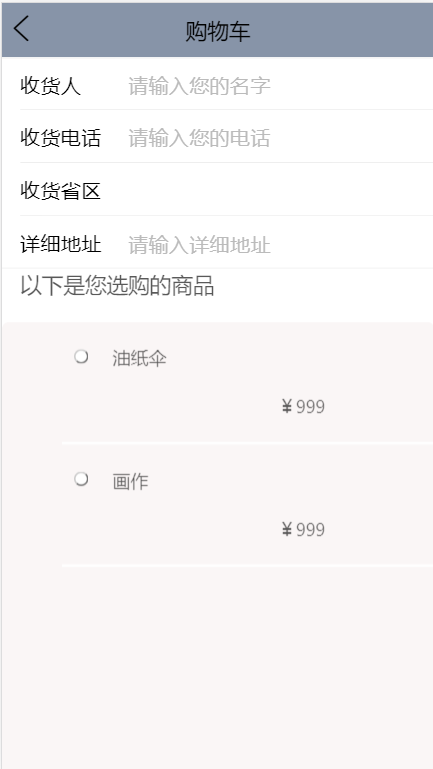 购物车
收货人 请输入您的名字
收货电话 请输入您的电话
收货省区
详细地址 请输入详细地址
以下是您选购的商品
油纸伞
¥999
画作
¥999